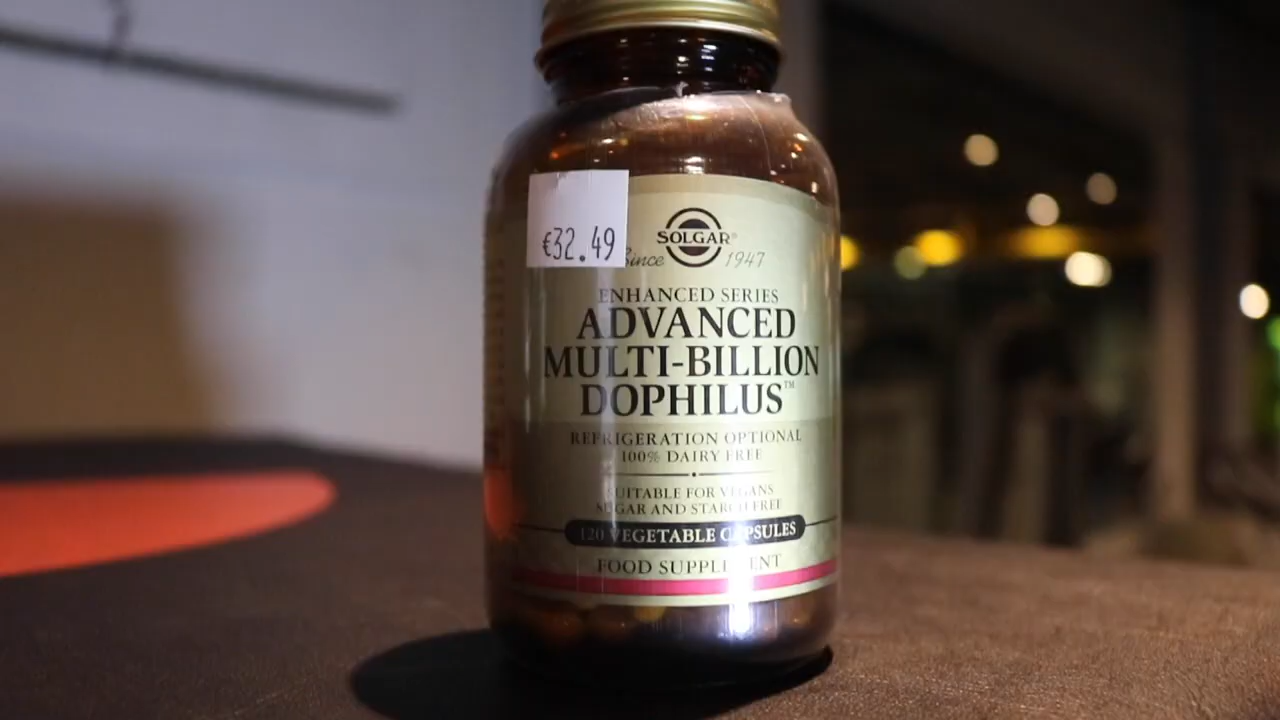 €32.49
SOLGAR®
Since 1947
ENHANCED SERIES
ADVANCED
MULTI-BILLION
DOPHILUS™
REFRIGERATION OPTIONAL
100% DAIRY FREE
SUITABLE FOR VEGANS
SUGAR AND STARCH FREE
120 VEGETABLE CAPSULES
FOOD SUPPLEMENT